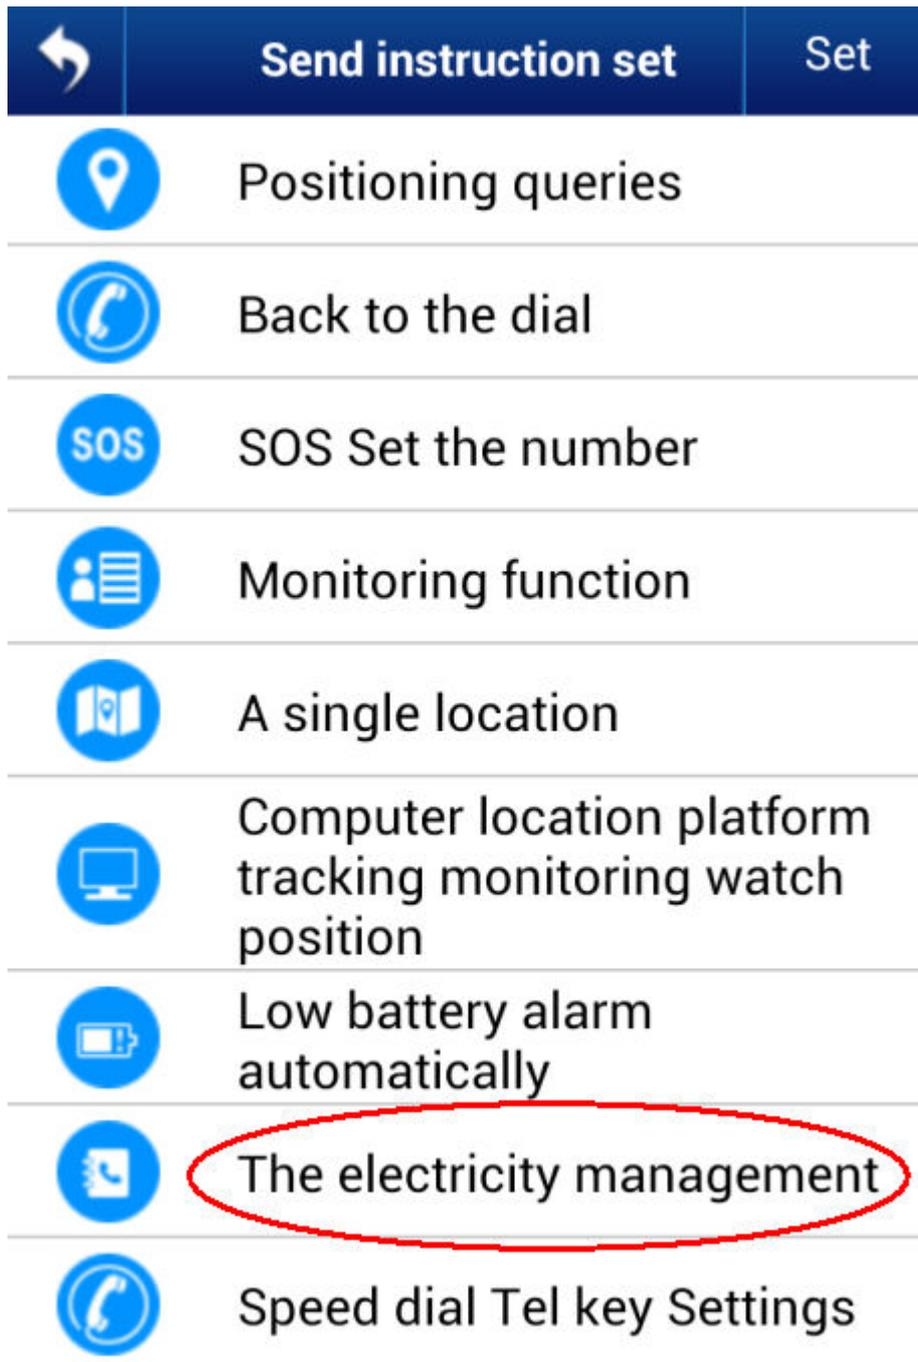 Send instruction set
Set
Positioning queries
Back to the dial
SOS
SOS Set the number
Monitoring function
A single location
Computer location platform
tracking monitoring watch
position
Low battery alarm
automatically
The electricity management
Speed dial Tel key Settings